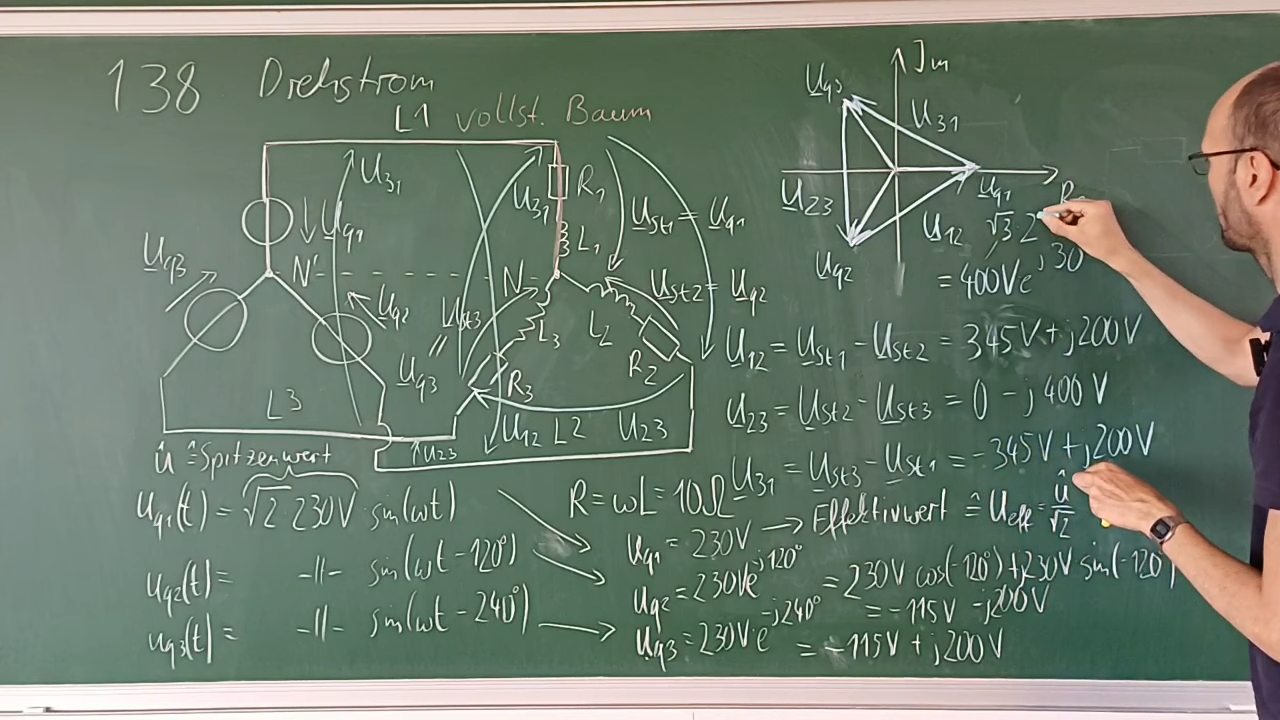 138 Drehstrom
L1 vollst. Baum
U31
Uq1
Uq3
N'
Uq2
L3
U31
R1
L1
USt1 = Uq1
N
USt2 = Uq2
USt3
=
Uq3
L3
R3
L2
R2
U12 L2 U23
↑U23
Im
Uq3
U31
U23
Uq1
U12
Uq2
√3·2
= 400V e^j30
U12 = USt1 - USt2 = 345V + j200V
U23 = USt2 - USt3 = 0 - j400V
U31 = USt3 - USt1 = -345V + j200V
û ≙ Spitzenwert
uq1(t) = √2 230V · sin(ωt)
uq2(t) = -||- sin(ωt - 120°)
uq3(t) = -||- sin(ωt - 240°)
R = ωL = 10Ω
Uq1 = 230V → Effektivwert ≙ Ueff = û/√2
Uq2 = 230V e^-j120° = 230V cos(-120°) + j230V sin(-120°)
= -115V - j200V
Uq3 = 230V·e^-j240° = -115V + j200V